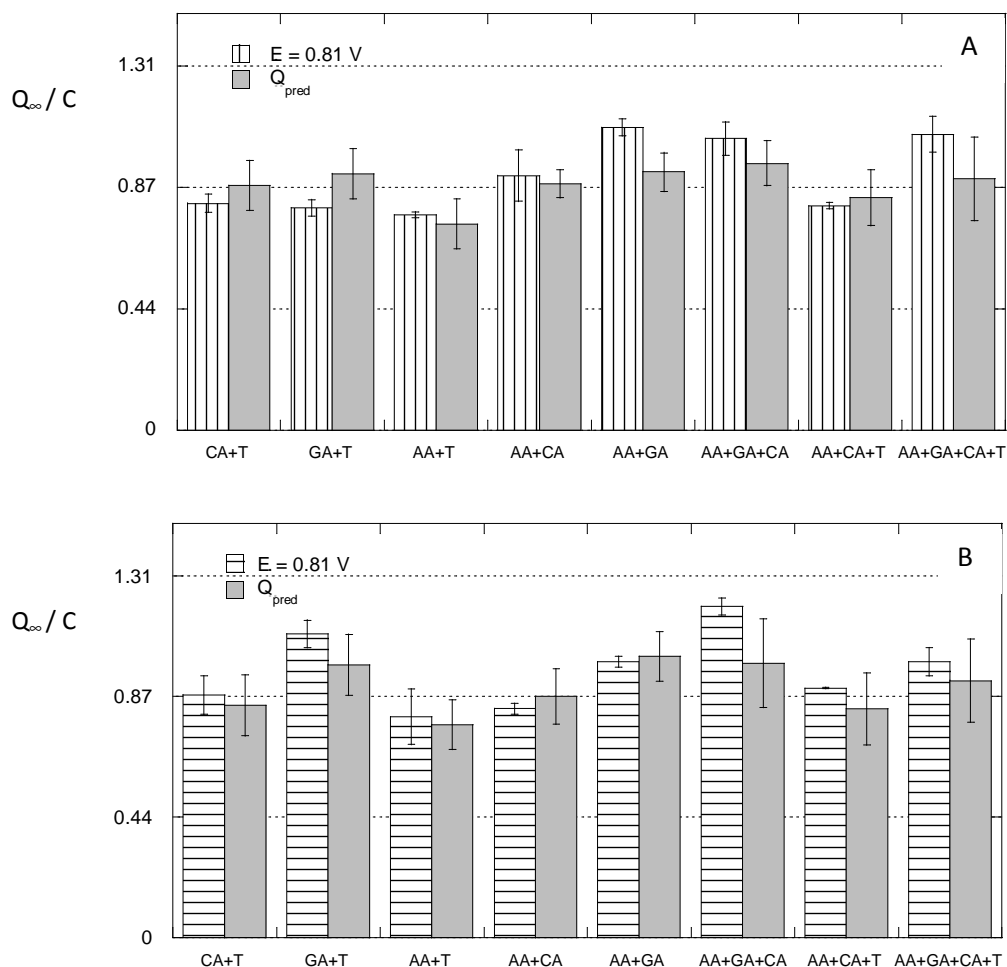 A
E = 0.81 V
Q_pred
1.31
Q∞ / C
0.87
0.44
0
CA+T GA+T AA+T AA+CA AA+GA AA+GA+CA AA+CA+T AA+GA+CA+T
B
E = 0.81 V
Q_pred
1.31
Q∞ / C
0.87
0.44
0
CA+T GA+T AA+T AA+CA AA+GA AA+GA+CA AA+CA+T AA+GA+CA+T